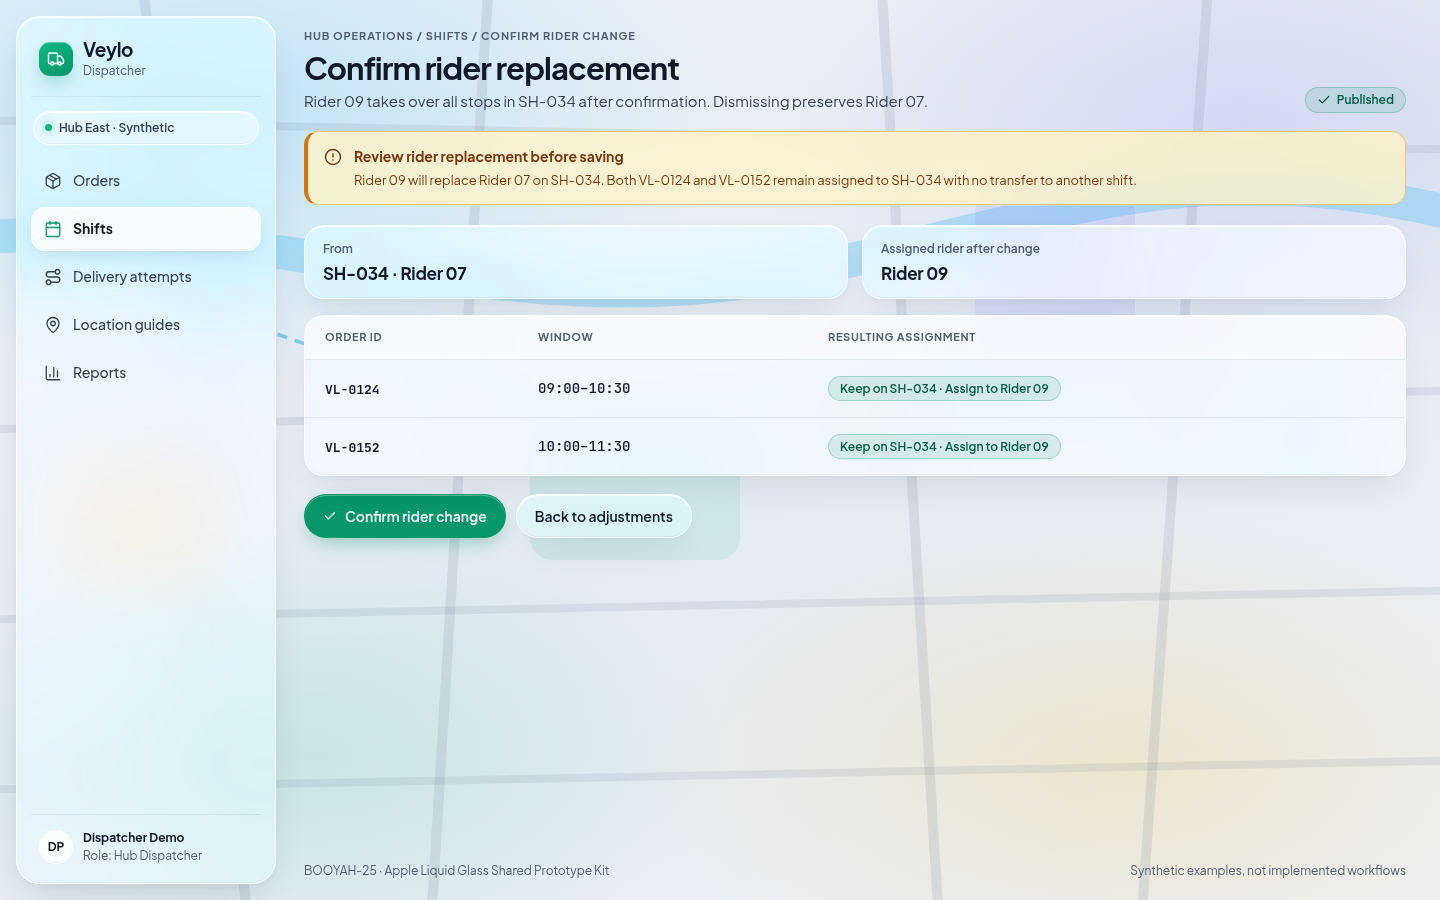 Veylo
Dispatcher
Hub East · Synthetic
Orders
Shifts
Delivery attempts
Location guides
Reports
DP
Dispatcher Demo
Role: Hub Dispatcher
HUB OPERATIONS / SHIFTS / CONFIRM RIDER CHANGE
Confirm rider replacement
Rider 09 takes over all stops in SH-034 after confirmation. Dismissing preserves Rider 07.
Published
Review rider replacement before saving
Rider 09 will replace Rider 07 on SH-034. Both VL-0124 and VL-0152 remain assigned to SH-034 with no transfer to another shift.
From
SH-034 · Rider 07
Assigned rider after change
Rider 09
ORDER ID WINDOW RESULTING ASSIGNMENT
VL-0124 09:00–10:30 Keep on SH-034 · Assign to Rider 09
VL-0152 10:00–11:30 Keep on SH-034 · Assign to Rider 09
Confirm rider change
Back to adjustments
BOOYAH-25 · Apple Liquid Glass Shared Prototype Kit
Synthetic examples, not implemented workflows